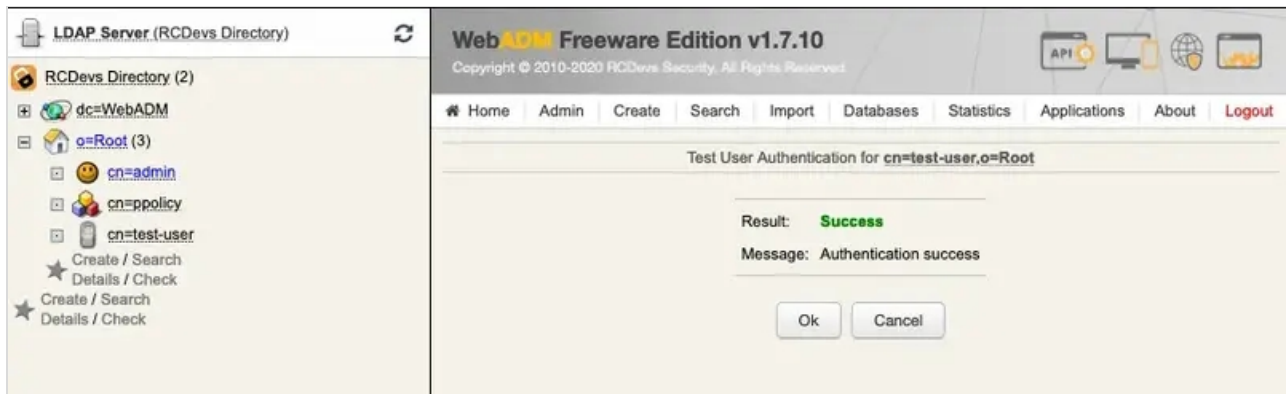 LDAP Server (RCDevs Directory)
RCDevs Directory (2)
dc=WebADM
o=Root (3)
cn=admin
cn=ppolicy
cn=test-user
Create / Search
Details / Check
Create / Search
Details / Check
WebADM Freeware Edition v1.7.10
Copyright © 2010-2020 RCDevs Security, All Rights Reserved
API
Home Admin Create Search Import Databases Statistics Applications About Logout
Test User Authentication for cn=test-user,o=Root
Result: Success
Message: Authentication success
Ok Cancel